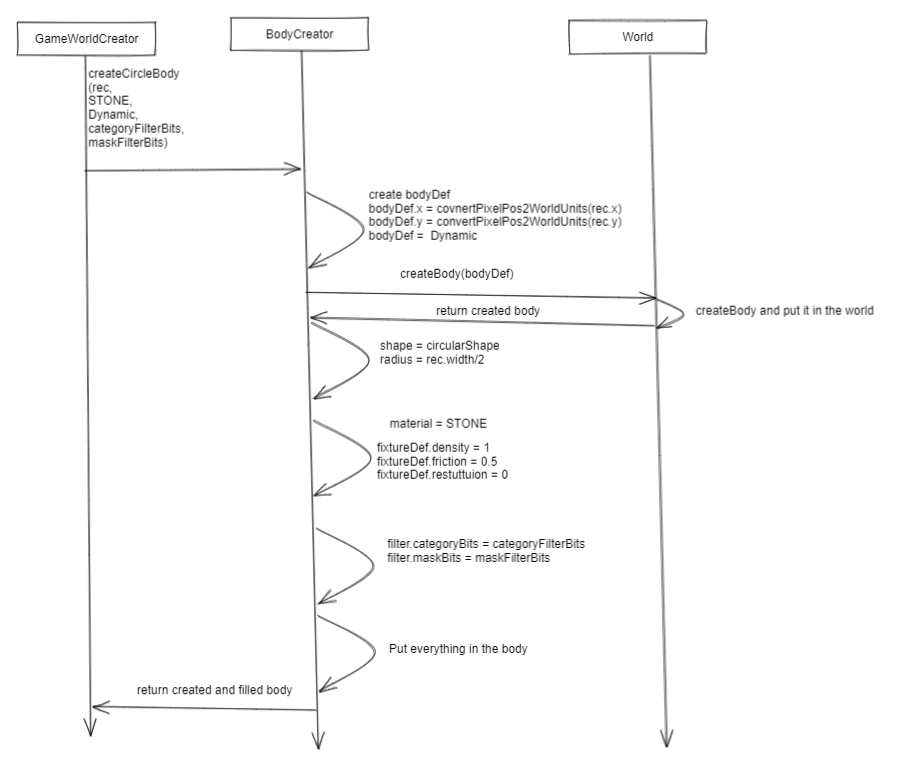 GameWorldCreator
BodyCreator
World
createCircleBody
(rec,
STONE,
Dynamic,
categoryFilterBits,
maskFilterBits)
create bodyDef
bodyDef.x = covnertPixelPos2WorldUnits(rec.x)
bodyDef.y = convertPixelPos2WorldUnits(rec.y)
bodyDef =  Dynamic
createBody(bodyDef)
createBody and put it in the world
return created body
shape = circularShape
radius = rec.width/2
material = STONE
fixtureDef.density = 1
fixtureDef.friction = 0.5
fixtureDef.restuttuion = 0
filter.categoryBits = categoryFilterBits
filter.maskBits = maskFilterBits
Put everything in the body
return created and filled body